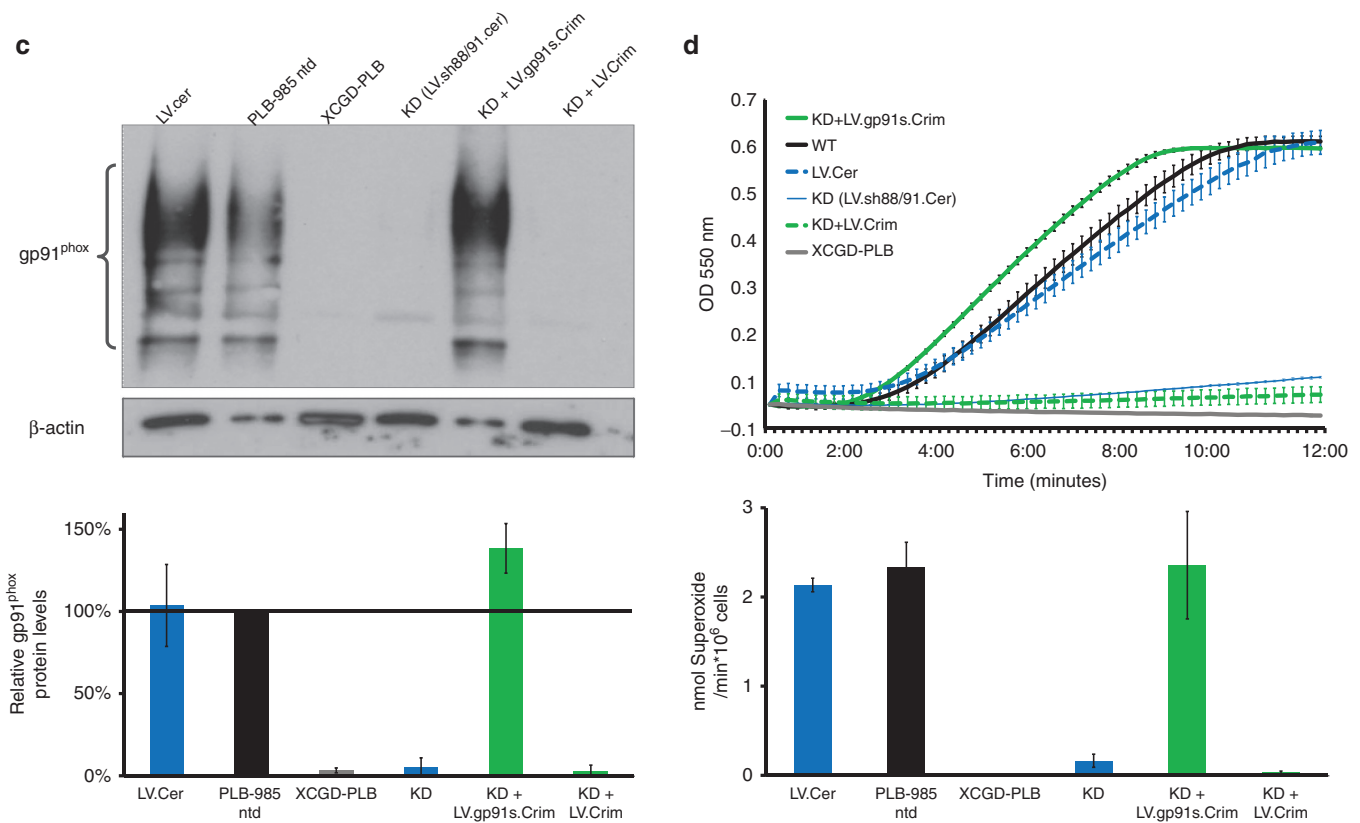 c
LV.cer
PLB-985 ntd
XCGD-PLB
KD (LV.sh88/91.cer)
KD + LV.gp91s.Crim
KD + LV.Crim
gp91phox
β-actin
Relative gp91phox
protein levels
150%
100%
50%
0%
LV.Cer
PLB-985
ntd
XCGD-PLB
KD
KD +
LV.gp91s.Crim
KD +
LV.Crim
d
OD 550 nm
0.7
0.6
0.5
0.4
0.3
0.2
0.1
−0.1
KD+LV.gp91s.Crim
WT
LV.Cer
KD (LV.sh88/91.Cer)
KD+LV.Crim
XCGD-PLB
0:00
2:00
4:00
6:00
8:00
10:00
12:00
Time (minutes)
nmol Superoxide
/min*10⁶ cells
3
2
1
0
LV.Cer
PLB-985
ntd
XCGD-PLB
KD
KD +
LV.gp91s.Crim
KD +
LV.Crim